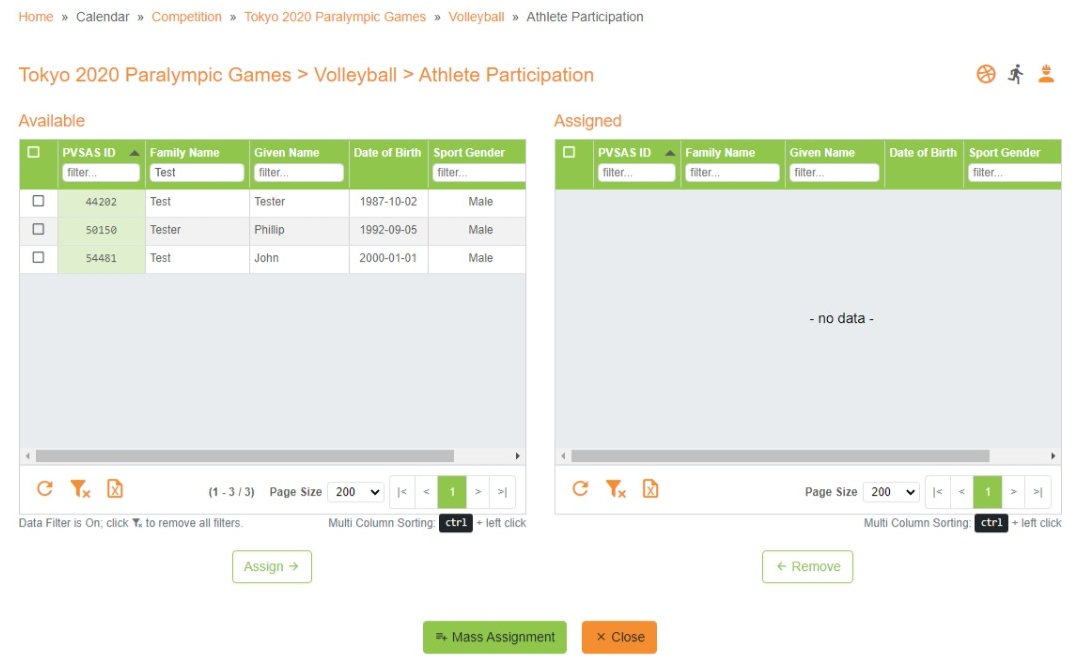 Home » Calendar » Competition » Tokyo 2020 Paralympic Games » Volleyball » Athlete Participation
Tokyo 2020 Paralympic Games > Volleyball > Athlete Participation
Available
PVSAS ID Family Name Given Name Date of Birth Sport Gender
filter... Test filter... filter...
44202 Test Tester 1987-10-02 Male
50150 Tester Phillip 1992-09-05 Male
54481 Test John 2000-01-01 Male
(1 - 3 / 3) Page Size 200 |< < 1 > >|
Data Filter is On; click to remove all filters. Multi Column Sorting: ctrl + left click
Assign →
Assigned
PVSAS ID Family Name Given Name Date of Birth Sport Gender
filter... filter... filter... filter...
- no data -
Page Size 200 |< < 1 > >|
Multi Column Sorting: ctrl + left click
← Remove
Mass Assignment
× Close